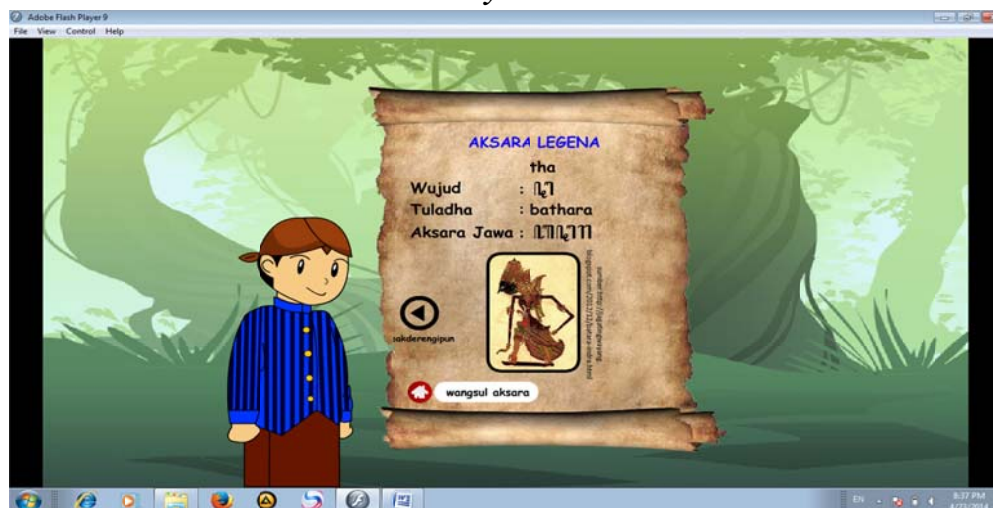 Adobe Flash Player 9
File View Control Help
AKSARA LEGENA
tha
Wujud : ꦛ
Tuladha : bathara
Aksara Jawa : ꦧꦛꦫ
sakderengipun
wangsul aksara
EN
8:37 PM